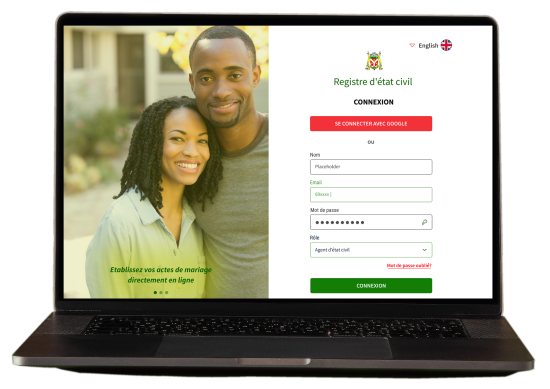 English
Registre d'état civil
CONNEXION
SE CONNECTER AVEC GOOGLE
ou
Nom
Placeholder
Email
69xxxx |
Mot de passe
Rôle
Agent d'état civil
Mot de passe oublié!
CONNEXION
Etablissez vos actes de mariage
directement en ligne